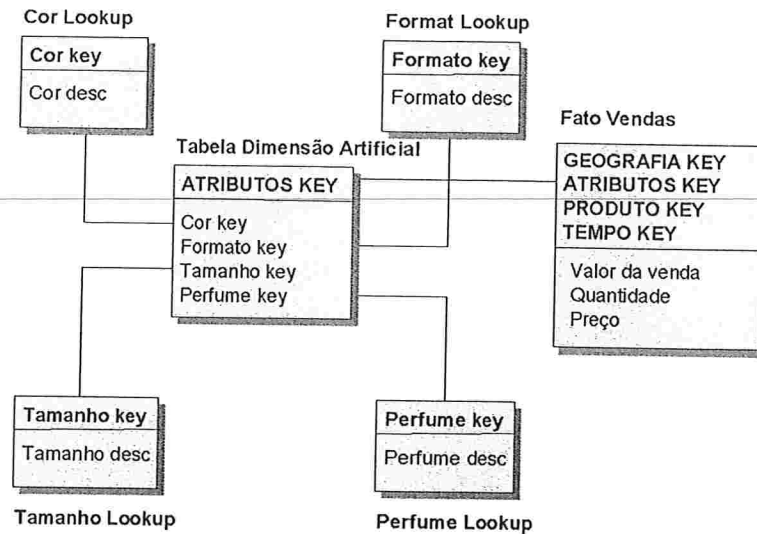 Cor Lookup
Cor key
Cor desc
Format Lookup
Formato key
Formato desc
Tabela Dimensão Artificial
ATRIBUTOS KEY
Cor key
Formato key
Tamanho key
Perfume key
Fato Vendas
GEOGRAFIA KEY
ATRIBUTOS KEY
PRODUTO KEY
TEMPO KEY
Valor da venda
Quantidade
Preço
Tamanho key
Tamanho desc
Tamanho Lookup
Perfume key
Perfume desc
Perfume Lookup